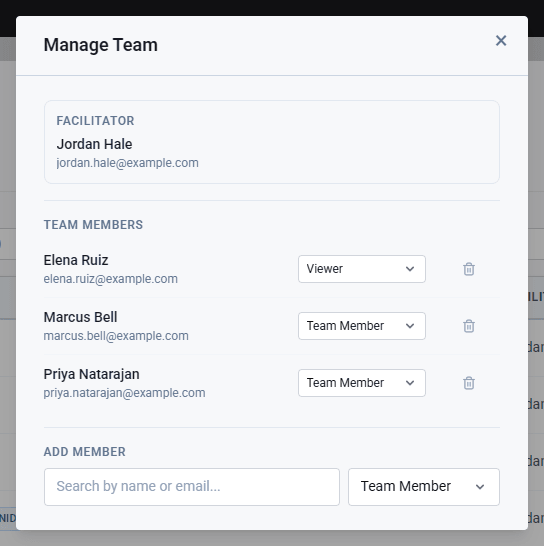 Manage Team
×
FACILITATOR
Jordan Hale
jordan.hale@example.com
TEAM MEMBERS
Elena Ruiz
elena.ruiz@example.com
Viewer
Marcus Bell
marcus.bell@example.com
Team Member
Priya Natarajan
priya.natarajan@example.com
Team Member
ADD MEMBER
Search by name or email...
Team Member